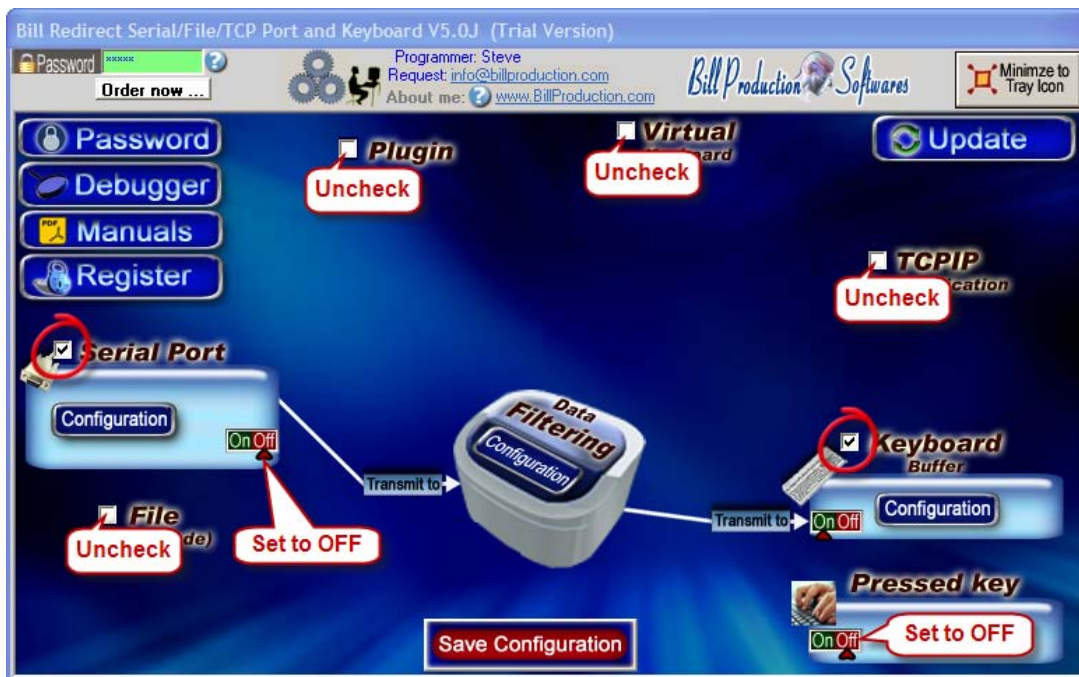 Bill Redirect Serial/File/TCP Port and Keyboard V5.0J (Trial Version)
Password xxxxx ?
Order now ...
Programmer: Steve
Request: info@billproduction.com
About me: ? www.BillProduction.com
Bill Production Softwares
Minimze to
Tray Icon
Password
Debugger
PDF Manuals
Register
Plugin
Uncheck
Virtual
Uncheck
Update
TCPIP
Uncheck
Serial Port
Configuration
On Off
Set to OFF
File
Uncheck
Transmit to
Data
Filtering
Configuration
Transmit to
Keyboard
Buffer
Configuration
On Off
Pressed key
On Off
Set to OFF
Save Configuration